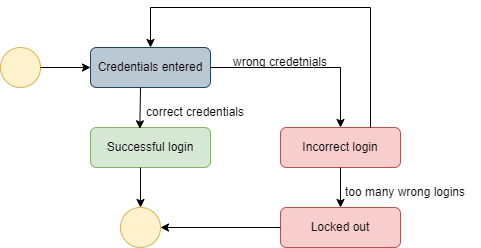 Credentials entered
wrong credetnials
correct credentials
Successful login
Incorrect login
too many wrong logins
Locked out